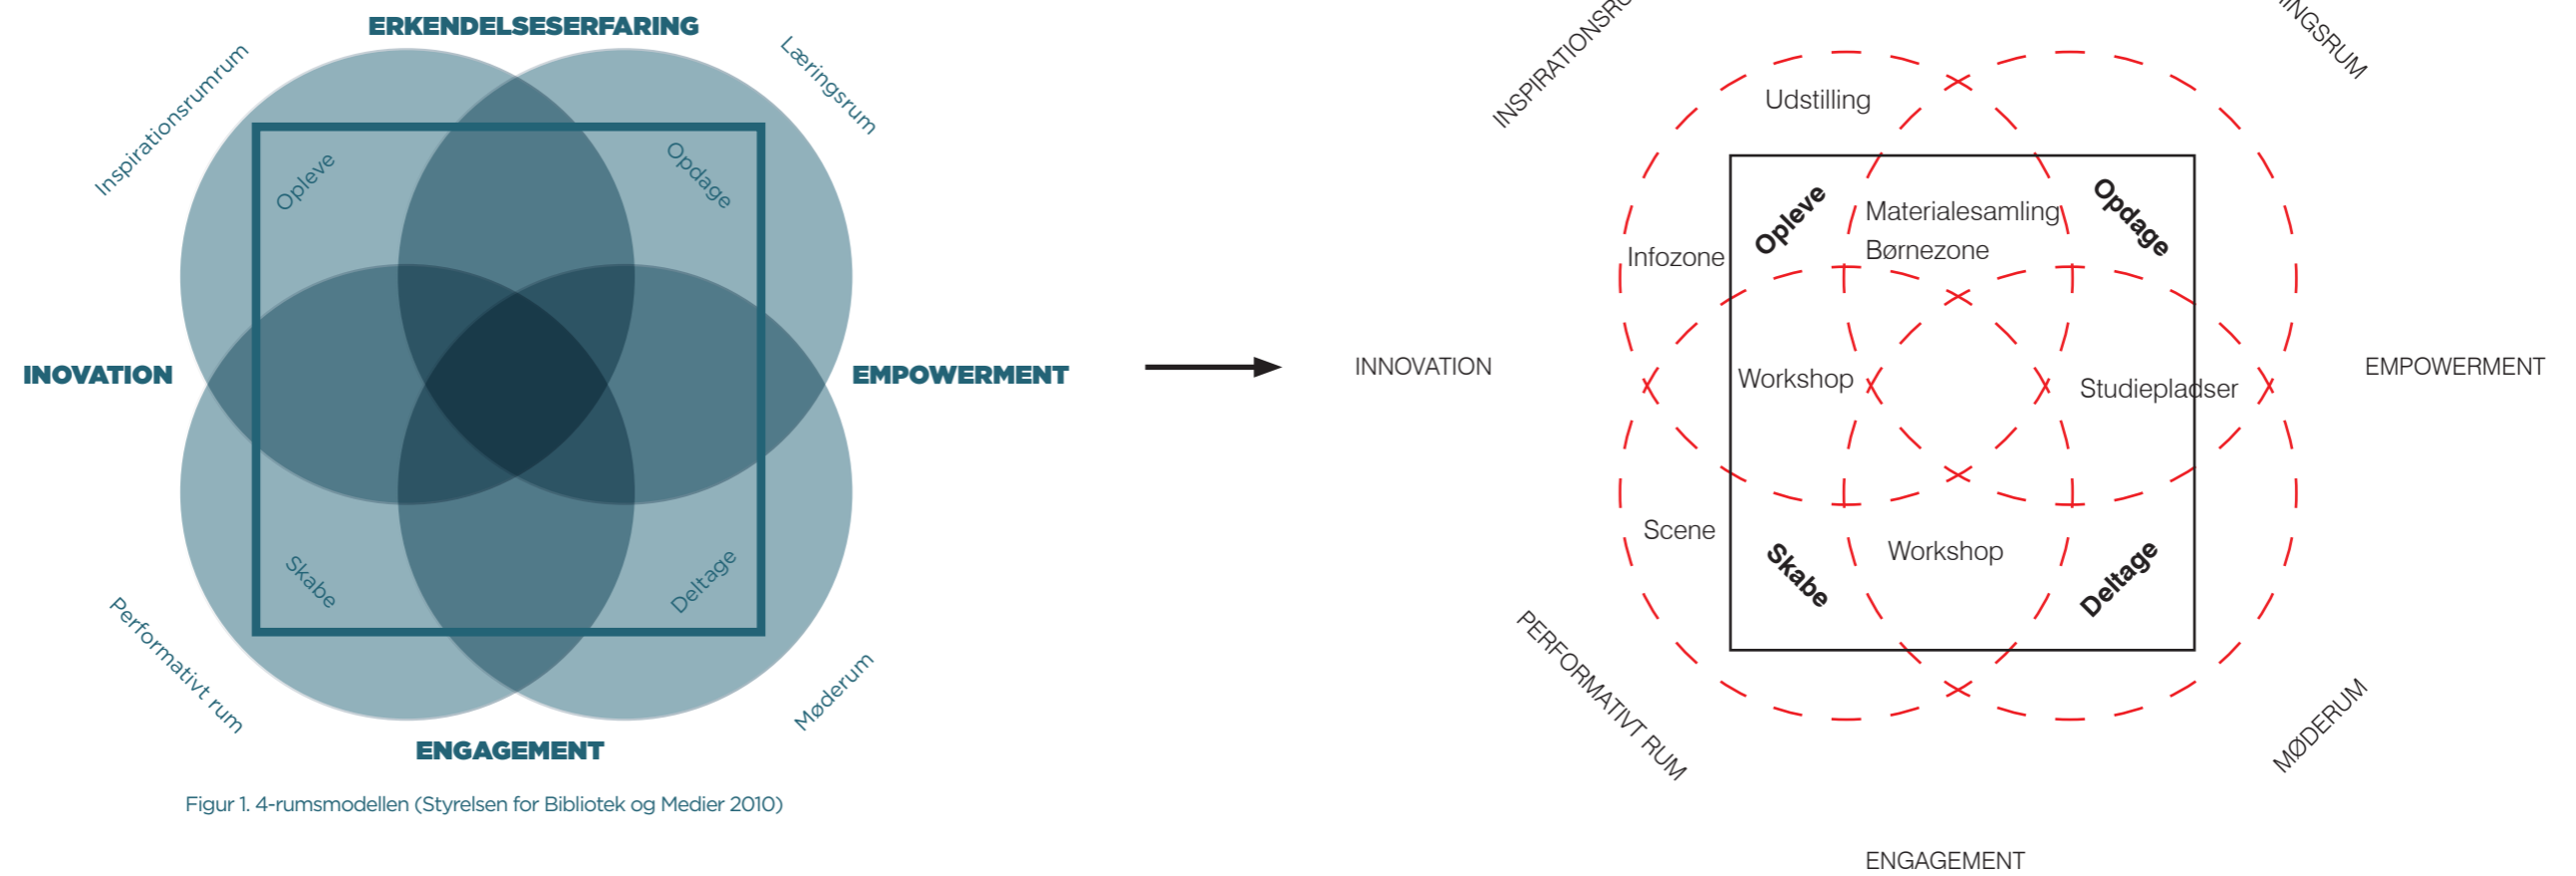 ERKENDELSESERFARING
Inspirationsrumrum
Læringsrum
Opleve
Opdage
INOVATION
EMPOWERMENT
Skabe
Deltage
Performativt rum
Møderum
ENGAGEMENT
Figur 1. 4-rumsmodellen (Styrelsen for Bibliotek og Medier 2010)
Udstilling
Opleve
Materialesamling
Opdage
Infozone
Børnezone
INNOVATION
Workshop
Studiepladser
EMPOWERMENT
Scene
Skabe
Workshop
Deltage
PERFORMATIVT RUM
MØDERUM
ENGAGEMENT